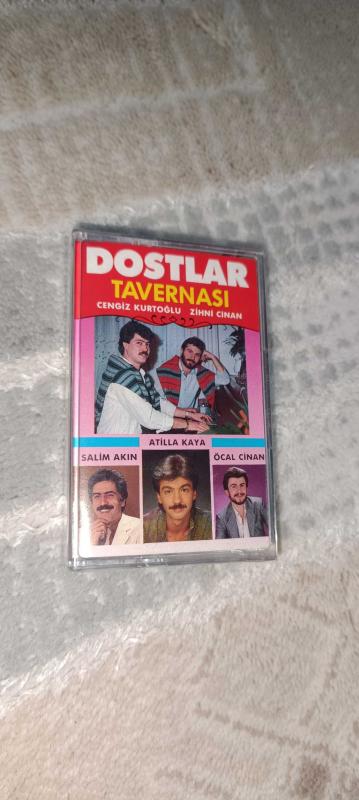 DOSTLAR
TAVERNASI
CENGİZ KURTOĞLU ZİHNİ CİNAN
ATİLLA KAYA
SALİM AKIN
ÖCAL CİNAN